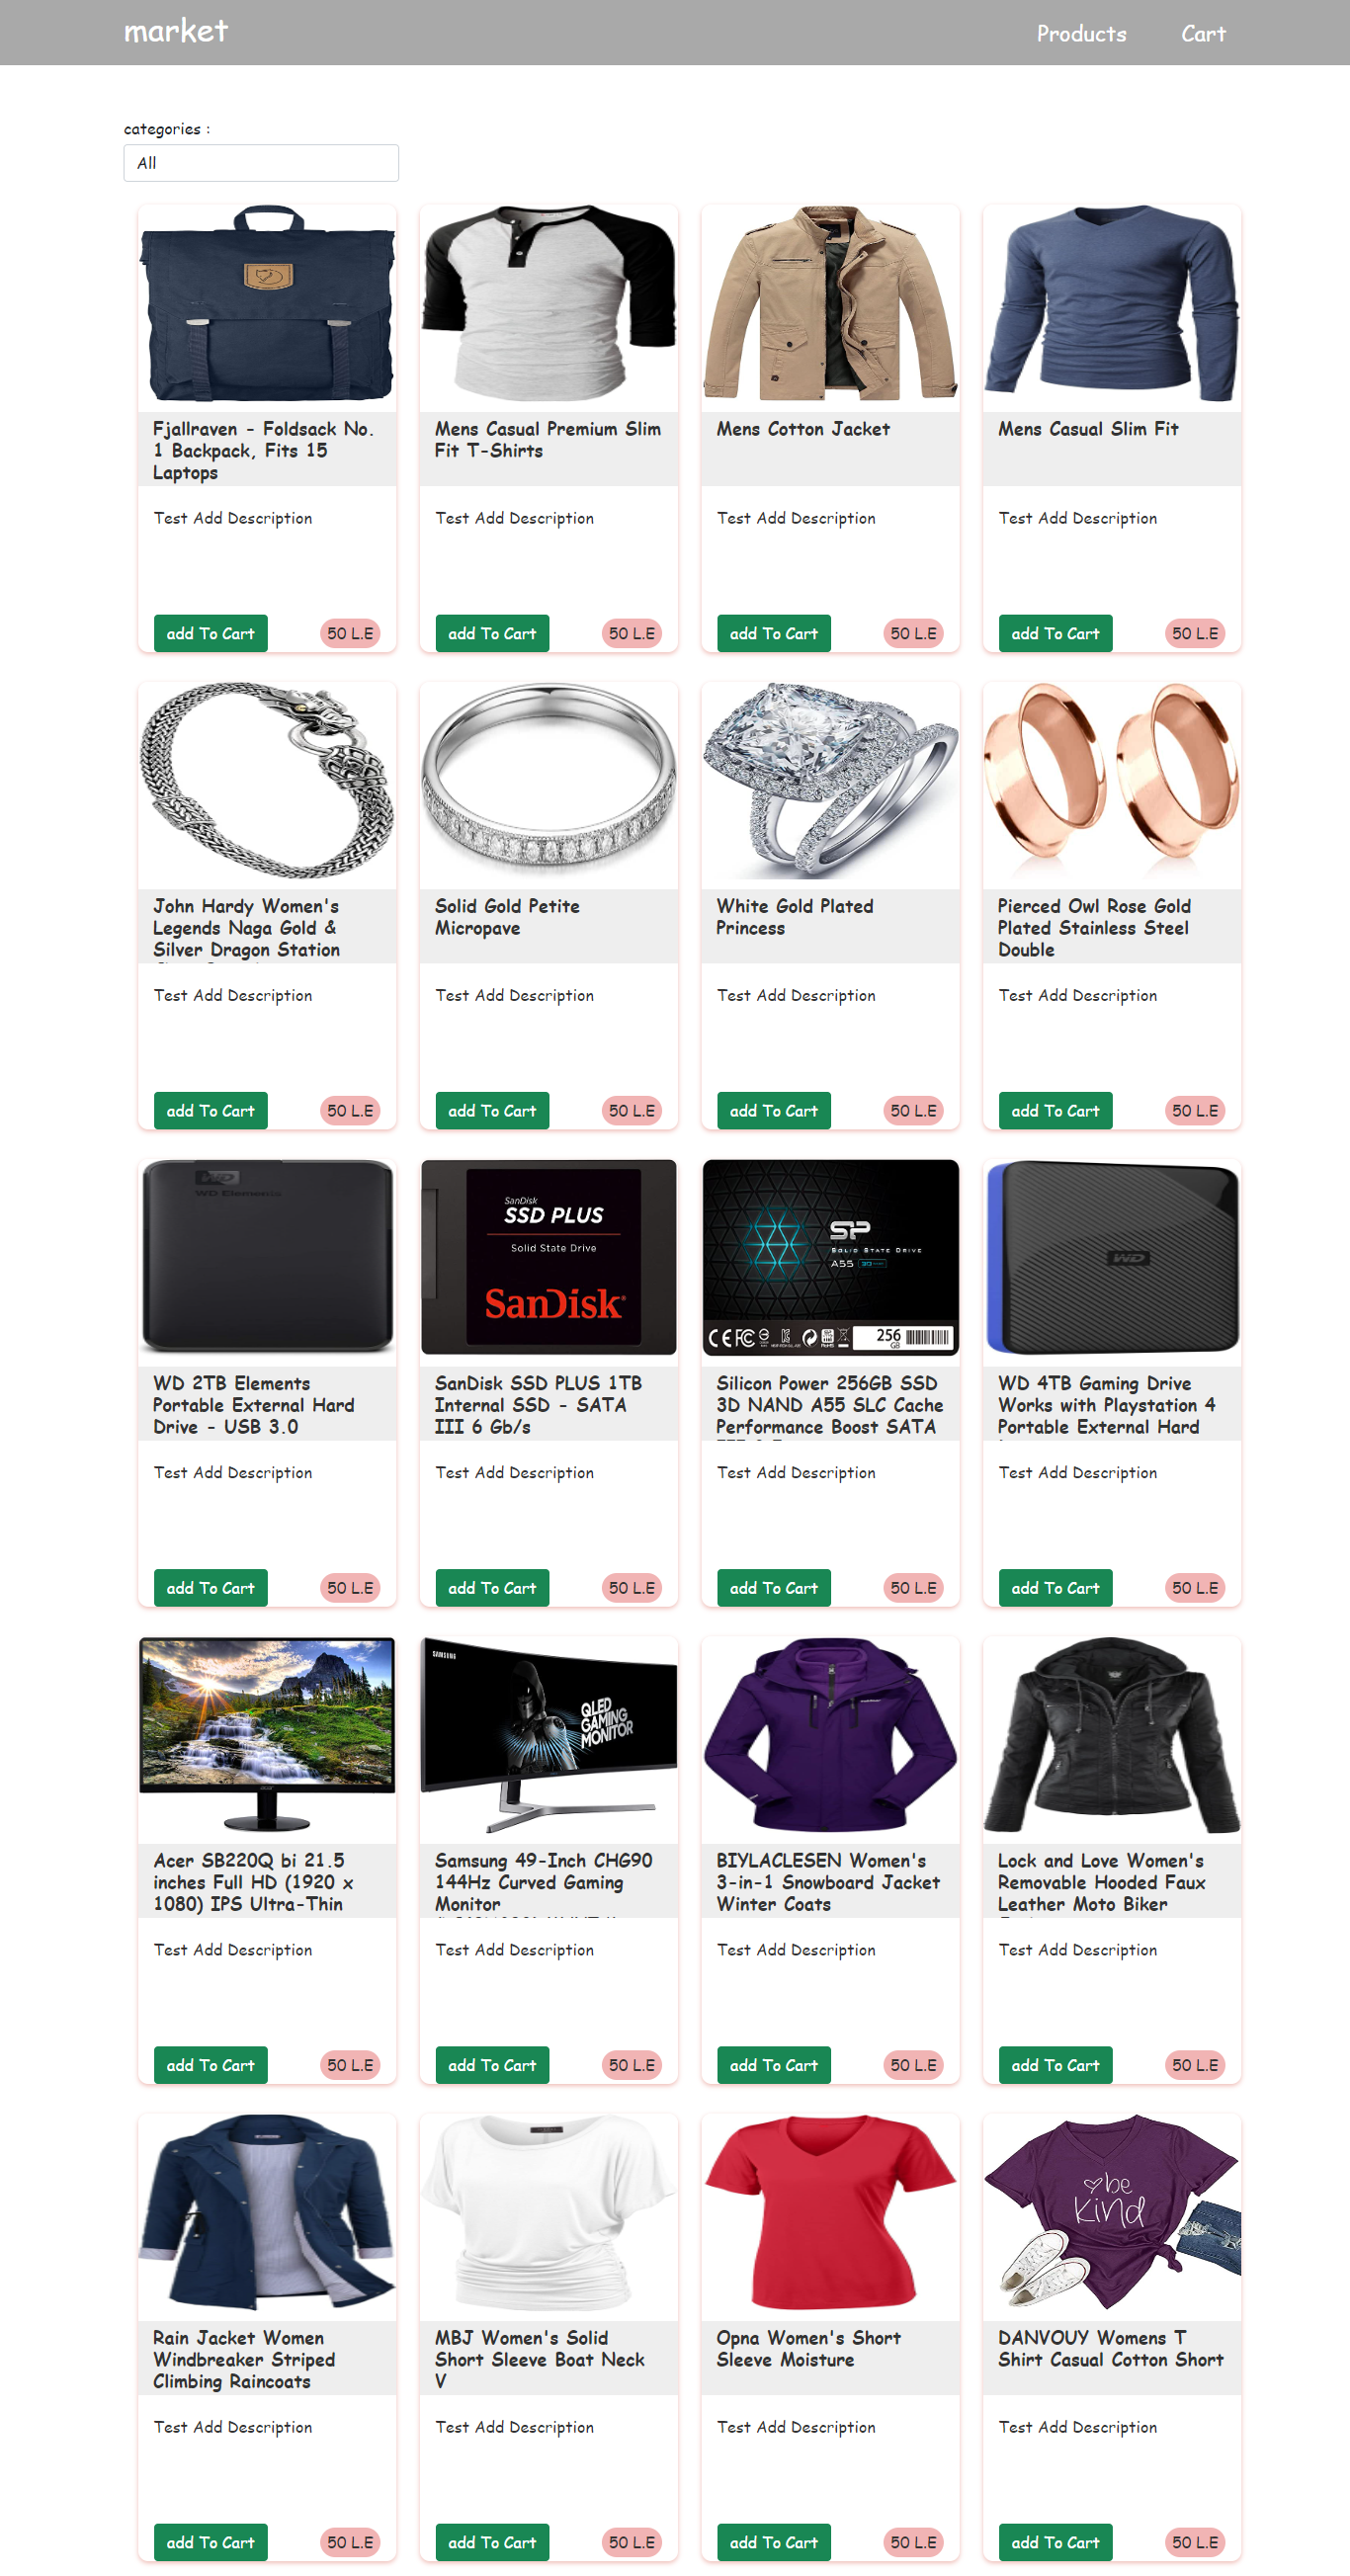 market
Products
Cart
categories :
All
Fjallraven - Foldsack No.
1 Backpack, Fits 15
Laptops
Test Add Description
add To Cart
50 L.E
Mens Casual Premium Slim
Fit T-Shirts
Test Add Description
add To Cart
50 L.E
Mens Cotton Jacket
Test Add Description
add To Cart
50 L.E
Mens Casual Slim Fit
Test Add Description
add To Cart
50 L.E
John Hardy Women's
Legends Naga Gold &
Silver Dragon Station
Test Add Description
add To Cart
50 L.E
Solid Gold Petite
Micropave
Test Add Description
add To Cart
50 L.E
White Gold Plated
Princess
Test Add Description
add To Cart
50 L.E
Pierced Owl Rose Gold
Plated Stainless Steel
Double
Test Add Description
add To Cart
50 L.E
WD
WD Elements
WD 2TB Elements
Portable External Hard
Drive - USB 3.0
Test Add Description
add To Cart
50 L.E
SanDisk
SSD PLUS
Solid State Drive
SanDisk
SanDisk SSD PLUS 1TB
Internal SSD - SATA
III 6 Gb/s
Test Add Description
add To Cart
50 L.E
SP
SOLID STATE DRIVE
A55
256
GB
Silicon Power 256GB SSD
3D NAND A55 SLC Cache
Performance Boost SATA
Test Add Description
add To Cart
50 L.E
WD
WD 4TB Gaming Drive
Works with Playstation 4
Portable External Hard
Test Add Description
add To Cart
50 L.E
Acer SB220Q bi 21.5
inches Full HD (1920 x
1080) IPS Ultra-Thin
Test Add Description
add To Cart
50 L.E
SAMSUNG
QLED
GAMING
MONITOR
Samsung 49-Inch CHG90
144Hz Curved Gaming
Monitor
Test Add Description
add To Cart
50 L.E
BIYLACLESEN Women's
3-in-1 Snowboard Jacket
Winter Coats
Test Add Description
add To Cart
50 L.E
Lock and Love Women's
Removable Hooded Faux
Leather Moto Biker
Test Add Description
add To Cart
50 L.E
Rain Jacket Women
Windbreaker Striped
Climbing Raincoats
Test Add Description
add To Cart
50 L.E
MBJ Women's Solid
Short Sleeve Boat Neck
V
Test Add Description
add To Cart
50 L.E
Opna Women's Short
Sleeve Moisture
Test Add Description
add To Cart
50 L.E
be
kind
DANVOUY Womens T
Shirt Casual Cotton Short
Test Add Description
add To Cart
50 L.E